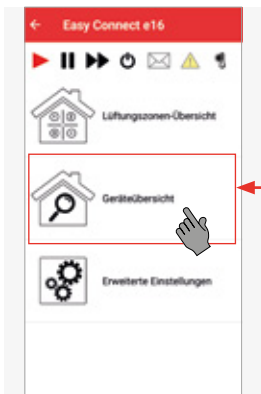 Easy Connect e16
Lüftungszonen-Übersicht
Geräteübersicht
Erweiterte Einstellungen